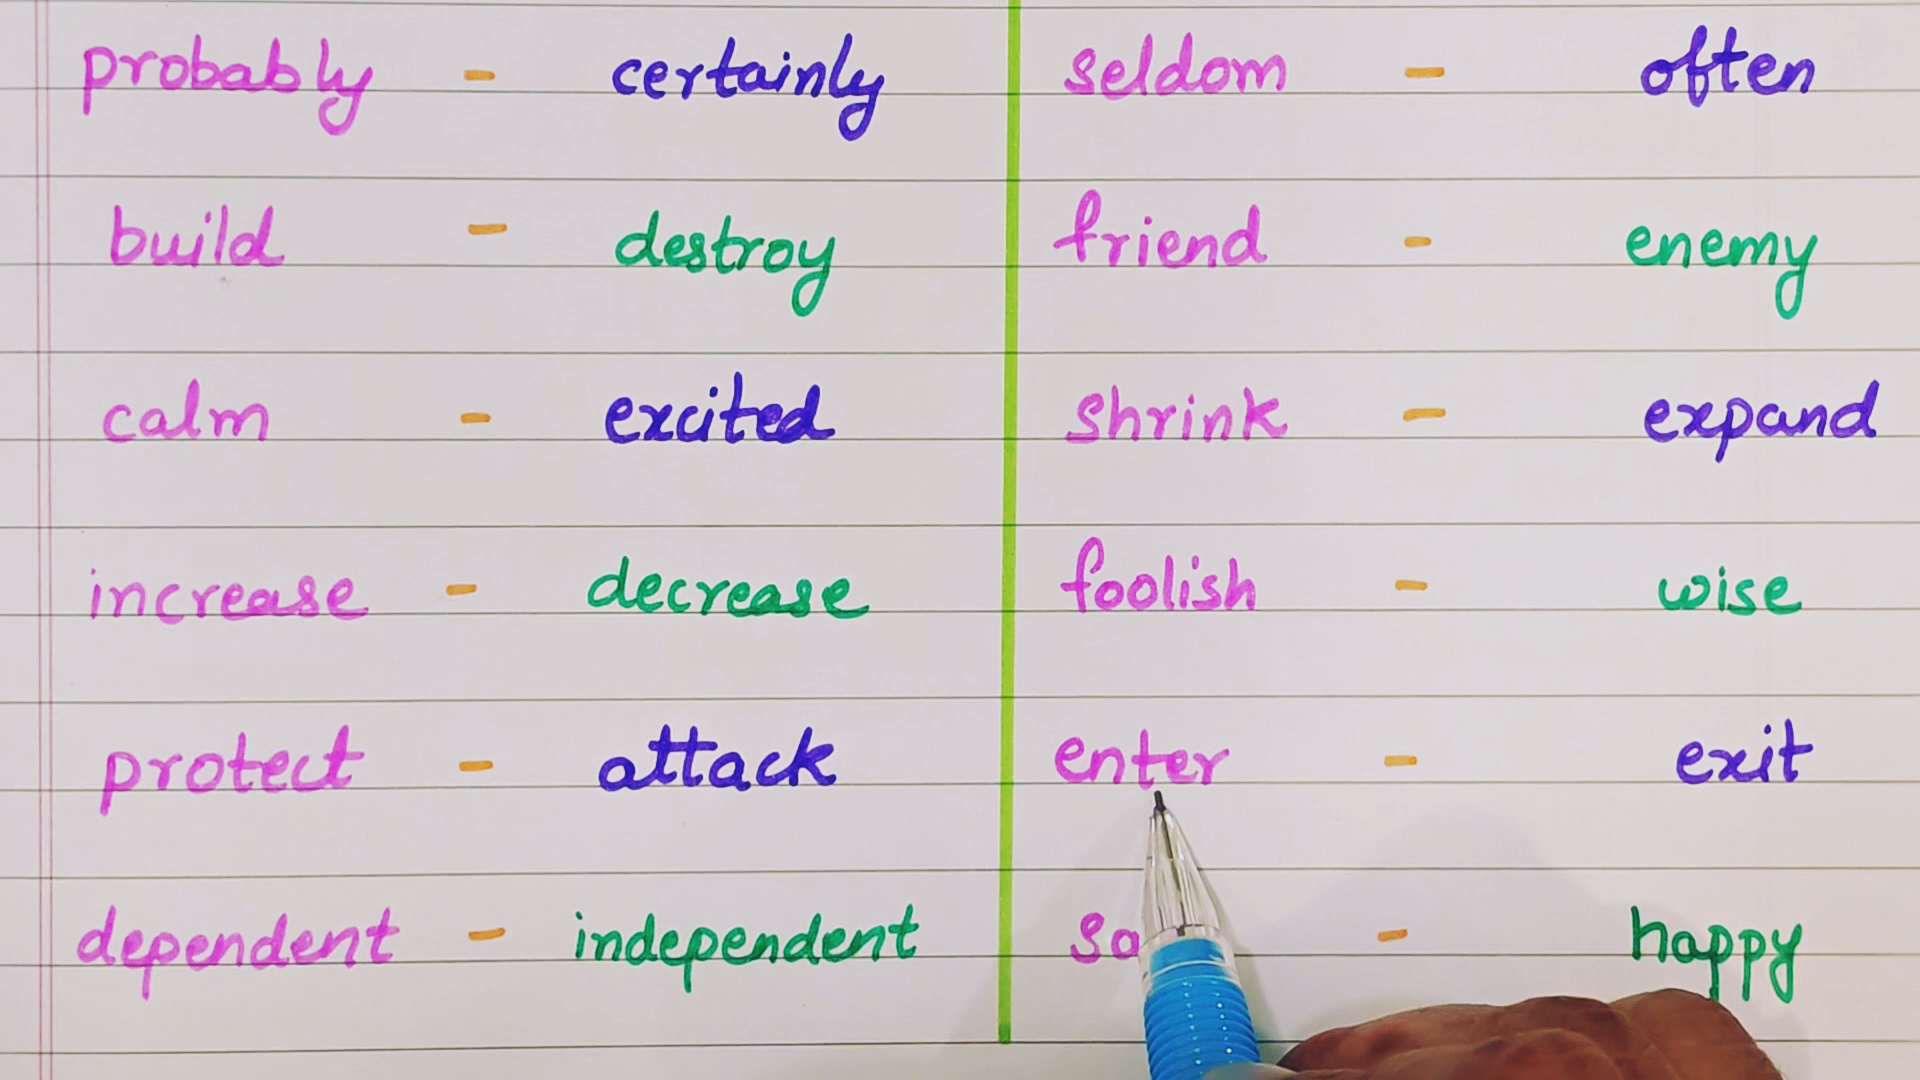 probably - certainly
build - destroy
calm - excited
increase - decrease
protect - attack
dependent - independent
seldom - often
friend - enemy
shrink - expand
foolish - wise
enter - exit
- happy